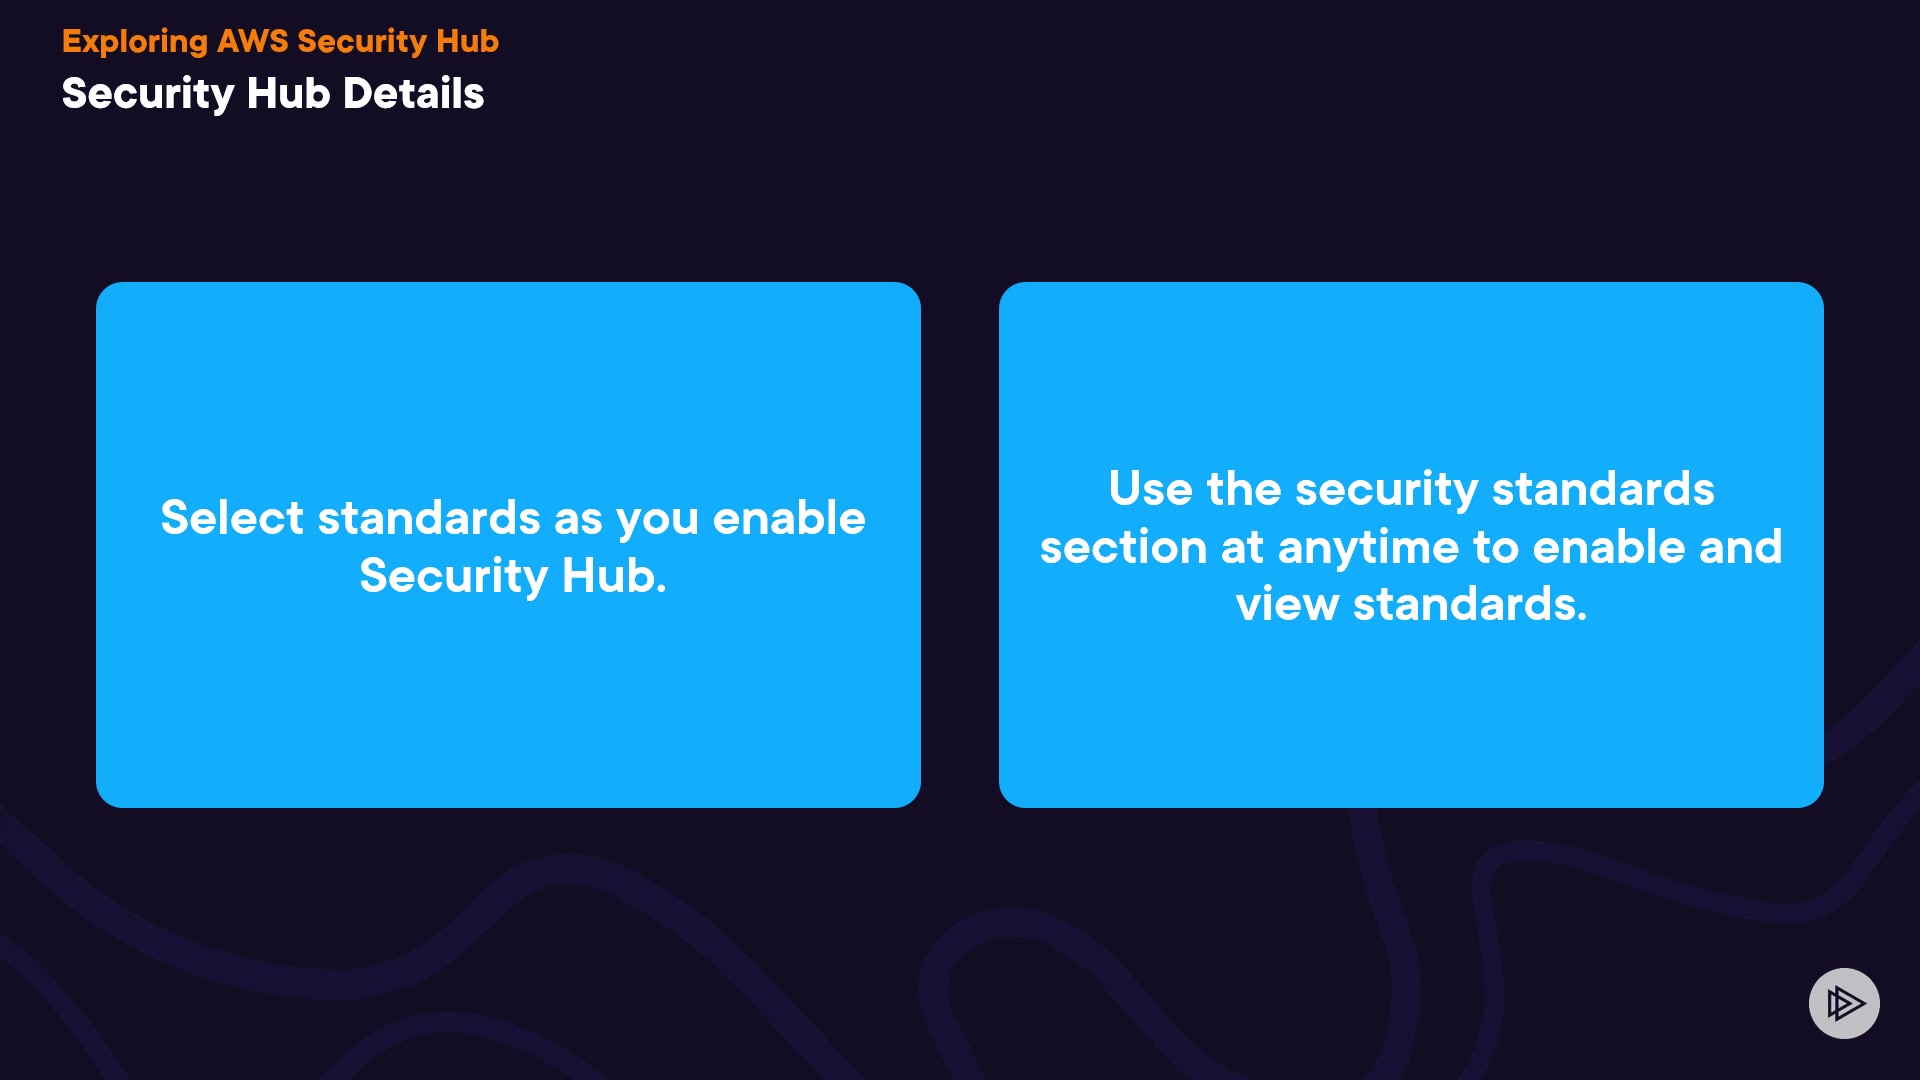 Exploring AWS Security Hub
Security Hub Details
Select standards as you enable
Security Hub.
Use the security standards
section at anytime to enable and
view standards.